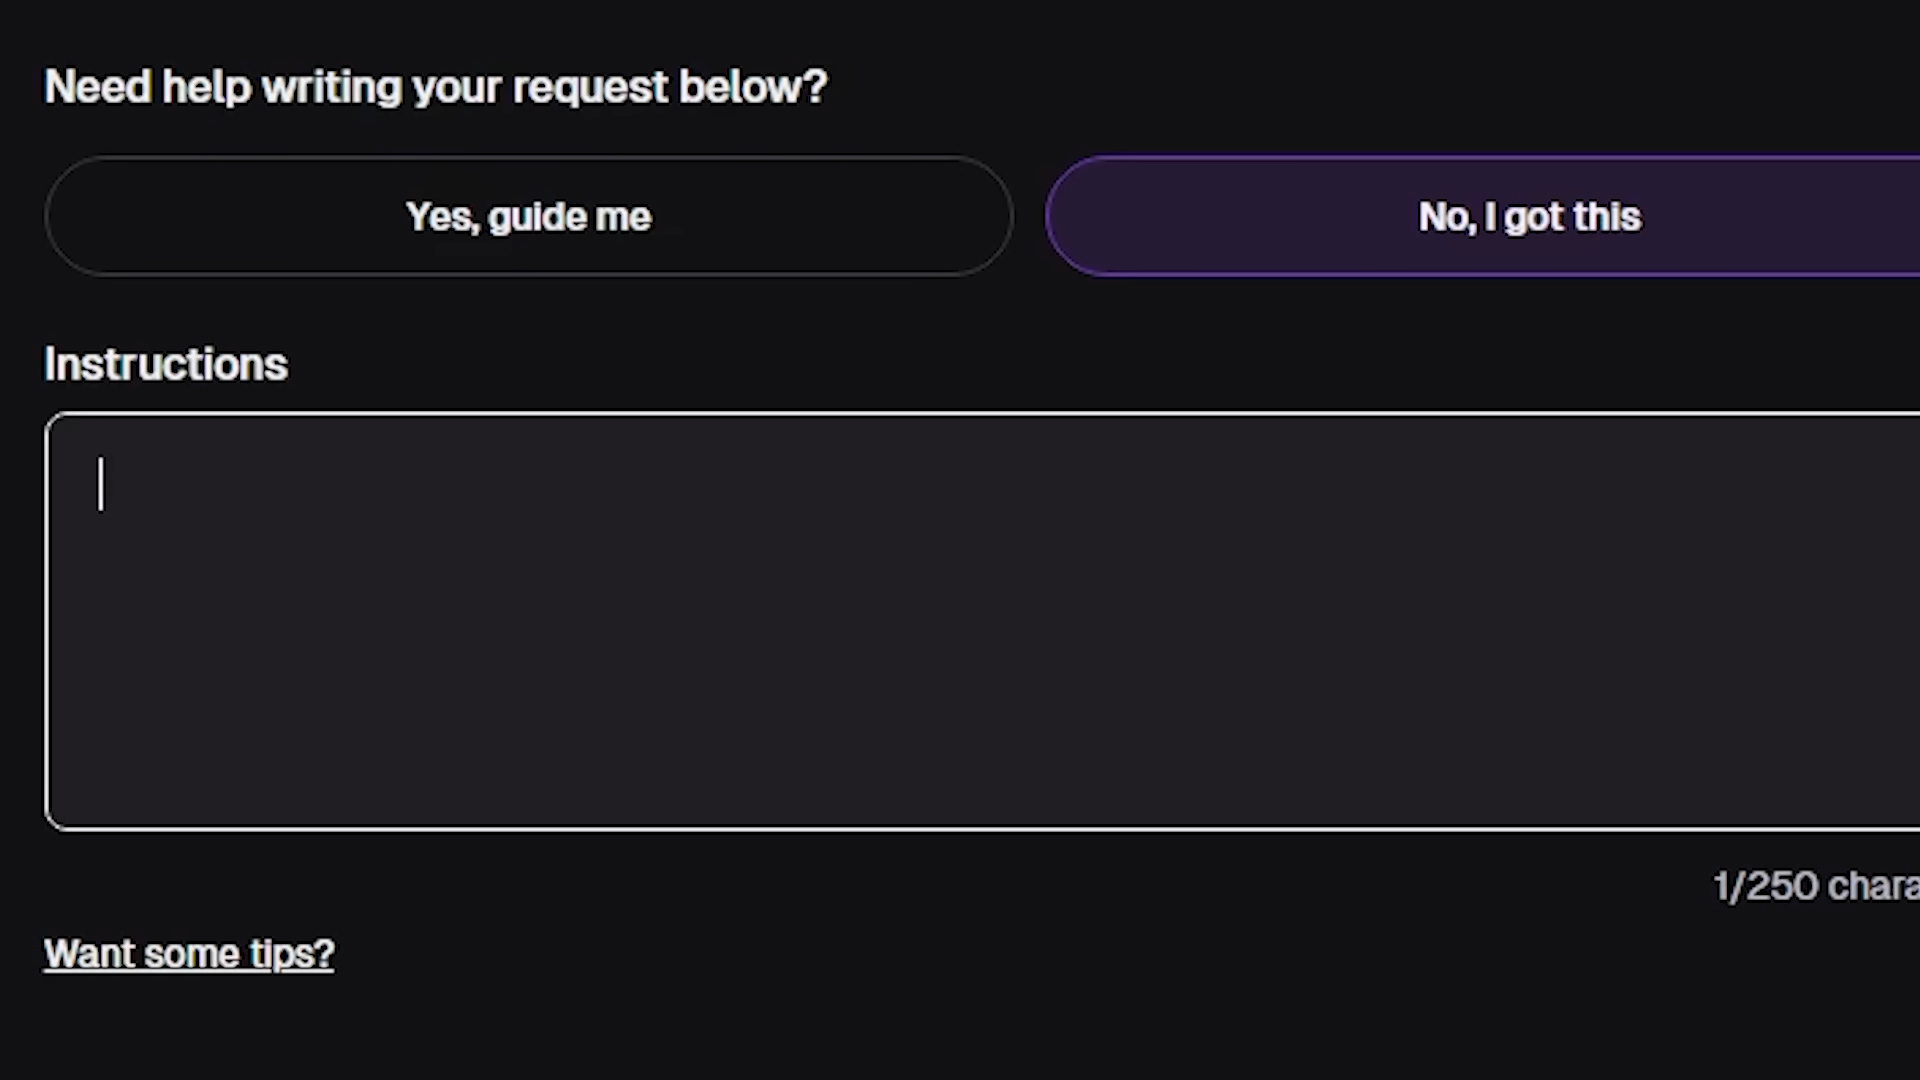 Need help writing your request below?
Yes, guide me
No, I got this
Instructions
1/250
Want some tips?